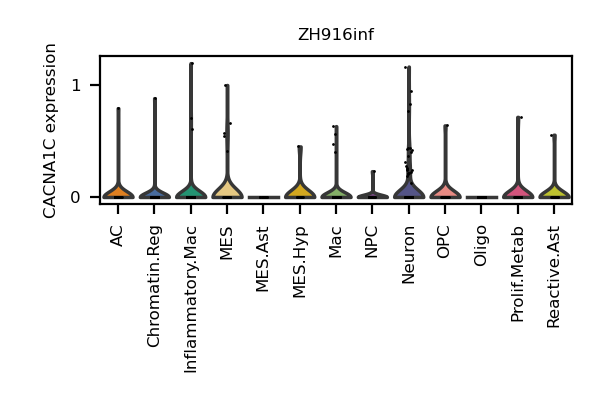 ZH916inf
CACNA1C expression
1
0
AC
Chromatin.Reg
Inflammatory.Mac
MES
MES.Ast
MES.Hyp
Mac
NPC
Neuron
OPC
Oligo
Prolif.Metab
Reactive.Ast